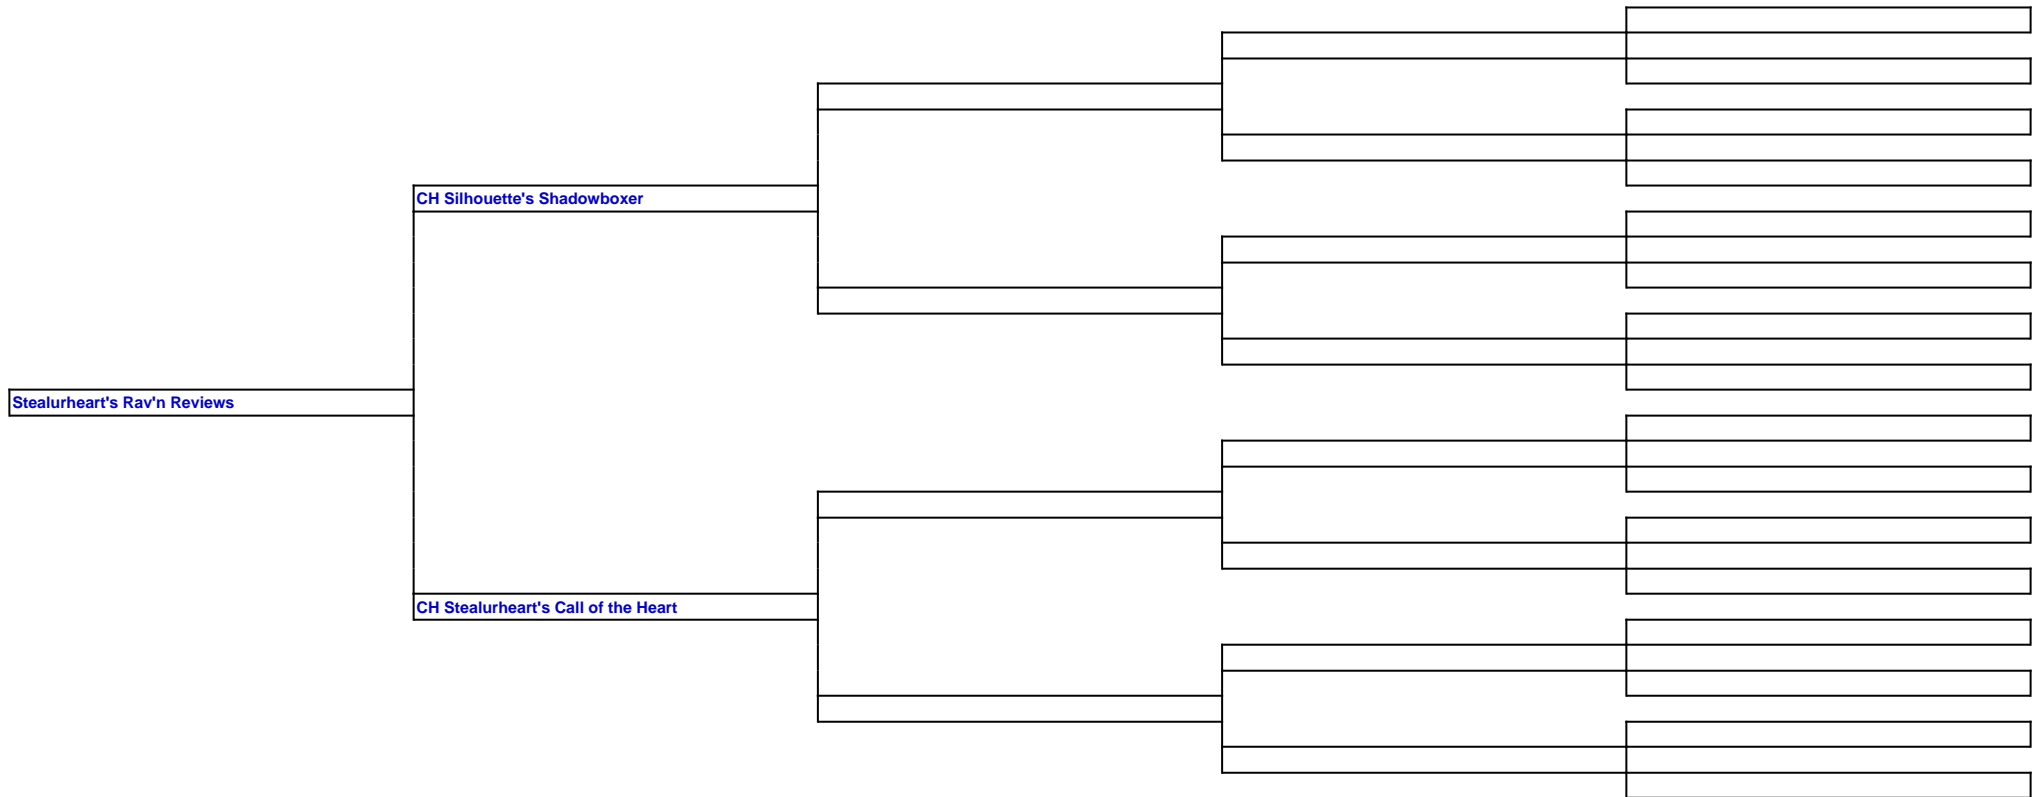 CH Silhouette's Shadowboxer
Stealurheart's Rav'n Reviews
CH Stealurheart's Call of the Heart